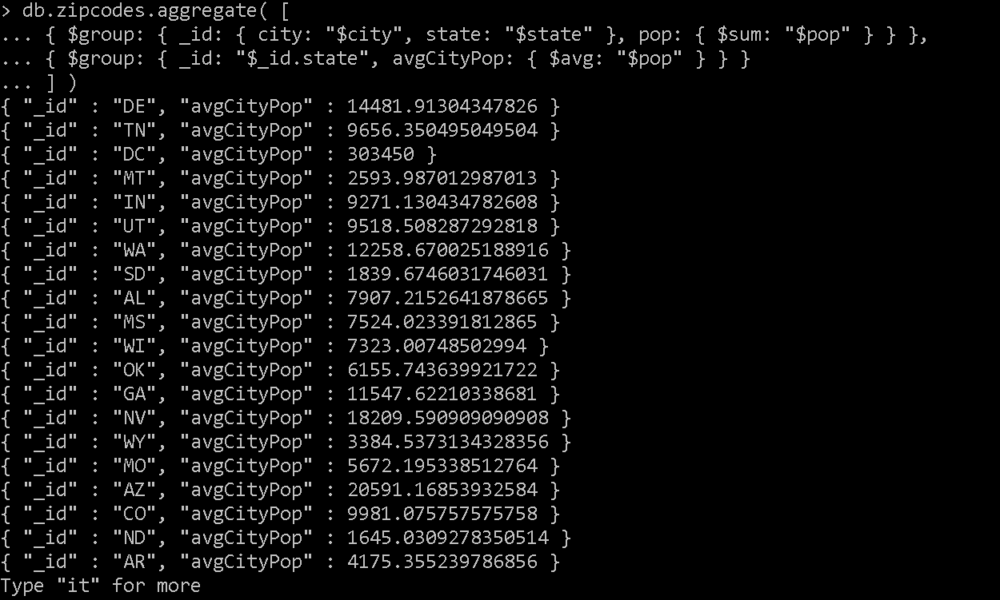 > db.zipcodes.aggregate( [
... { $group: { _id: { city: "$city", state: "$state" }, pop: { $sum: "$pop" } } },
... { $group: { _id: "$_id.state", avgCityPop: { $avg: "$pop" } } }
... ] )
{ "_id" : "DE", "avgCityPop" : 14481.91304347826 }
{ "_id" : "TN", "avgCityPop" : 9656.350495049504 }
{ "_id" : "DC", "avgCityPop" : 303450 }
{ "_id" : "MT", "avgCityPop" : 2593.987012987013 }
{ "_id" : "IN", "avgCityPop" : 9271.130434782608 }
{ "_id" : "UT", "avgCityPop" : 9518.508287292818 }
{ "_id" : "WA", "avgCityPop" : 12258.670025188916 }
{ "_id" : "SD", "avgCityPop" : 1839.6746031746031 }
{ "_id" : "AL", "avgCityPop" : 7907.2152641878665 }
{ "_id" : "MS", "avgCityPop" : 7524.023391812865 }
{ "_id" : "WI", "avgCityPop" : 7323.00748502994 }
{ "_id" : "OK", "avgCityPop" : 6155.743639921722 }
{ "_id" : "GA", "avgCityPop" : 11547.62210338681 }
{ "_id" : "NV", "avgCityPop" : 18209.590909090908 }
{ "_id" : "WY", "avgCityPop" : 3384.5373134328356 }
{ "_id" : "MO", "avgCityPop" : 5672.195338512764 }
{ "_id" : "AZ", "avgCityPop" : 20591.16853932584 }
{ "_id" : "CO", "avgCityPop" : 9981.075757575758 }
{ "_id" : "ND", "avgCityPop" : 1645.0309278350514 }
{ "_id" : "AR", "avgCityPop" : 4175.355239786856 }
Type "it" for more